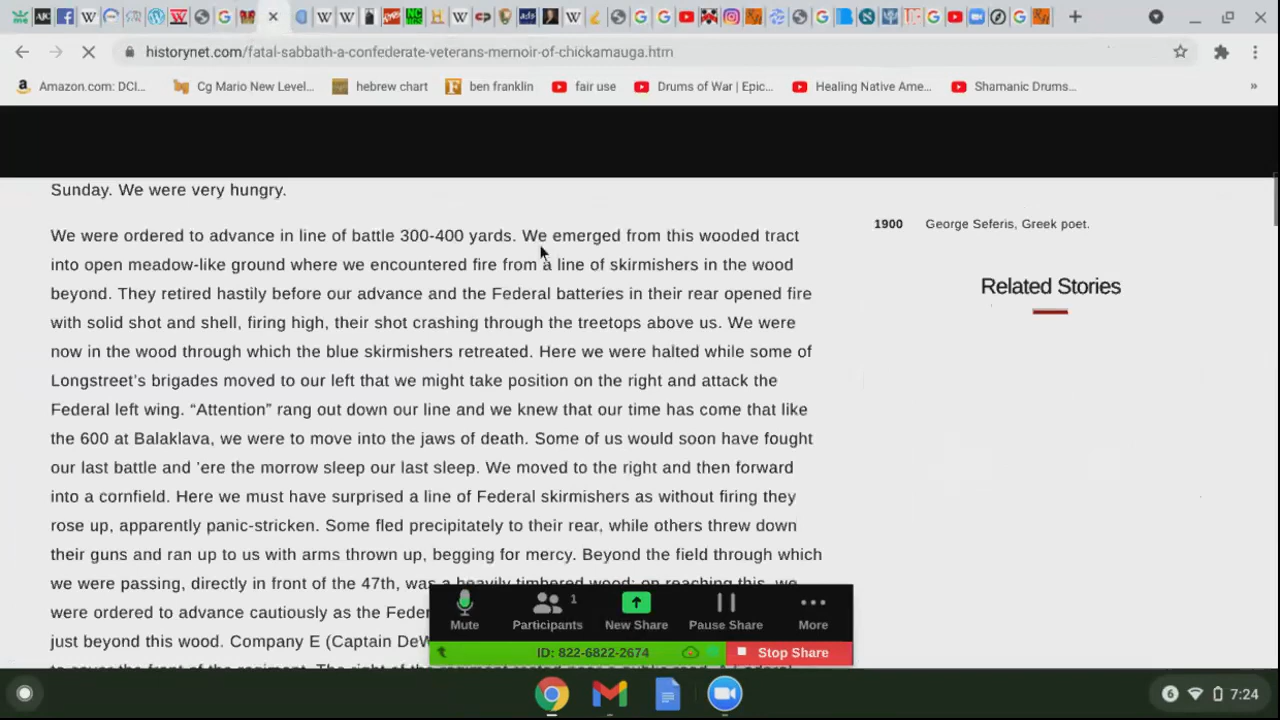 historynet.com/fatal-sabbath-a-confederate-veterans-memoir-of-chickamauga.htm
Amazon.com: DCI... Cg Mario New Level... hebrew chart ben franklin fair use Drums of War | Epic... Healing Native Ame... Shamanic Drums... »
Sunday. We were very hungry.
We were ordered to advance in line of battle 300-400 yards. We emerged from this wooded tract
into open meadow-like ground where we encountered fire from a line of skirmishers in the wood
beyond. They retired hastily before our advance and the Federal batteries in their rear opened fire
with solid shot and shell, firing high, their shot crashing through the treetops above us. We were
now in the wood through which the blue skirmishers retreated. Here we were halted while some of
Longstreet’s brigades moved to our left that we might take position on the right and attack the
Federal left wing. “Attention” rang out down our line and we knew that our time has come that like
the 600 at Balaklava, we were to move into the jaws of death. Some of us would soon have fought
our last battle and ’ere the morrow sleep our last sleep. We moved to the right and then forward
into a cornfield. Here we must have surprised a line of Federal skirmishers as without firing they
rose up, apparently panic-stricken. Some fled precipitately to their rear, while others threw down
their guns and ran up to us with arms thrown up, begging for mercy. Beyond the field through which
we were passing, directly in front of the 47th, was a heavily timbered wood; on reaching this, we
were ordered to advance cautiously as the Feder
just beyond this wood. Company E (Captain DeW
1900 George Seferis, Greek poet.
Related Stories
Mute Participants 1 New Share Pause Share More
ID: 822-6822-2674 Stop Share
6 7:24